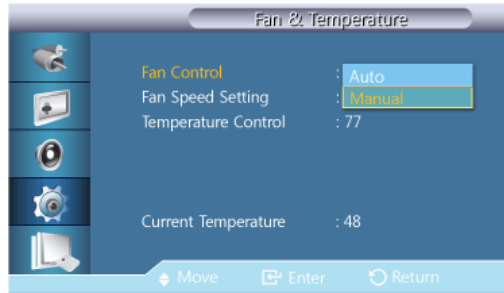 Fan & Temperature
Fan Control : Auto
Fan Speed Setting : Manual
Temperature Control : 77
Current Temperature : 48
Move Enter Return